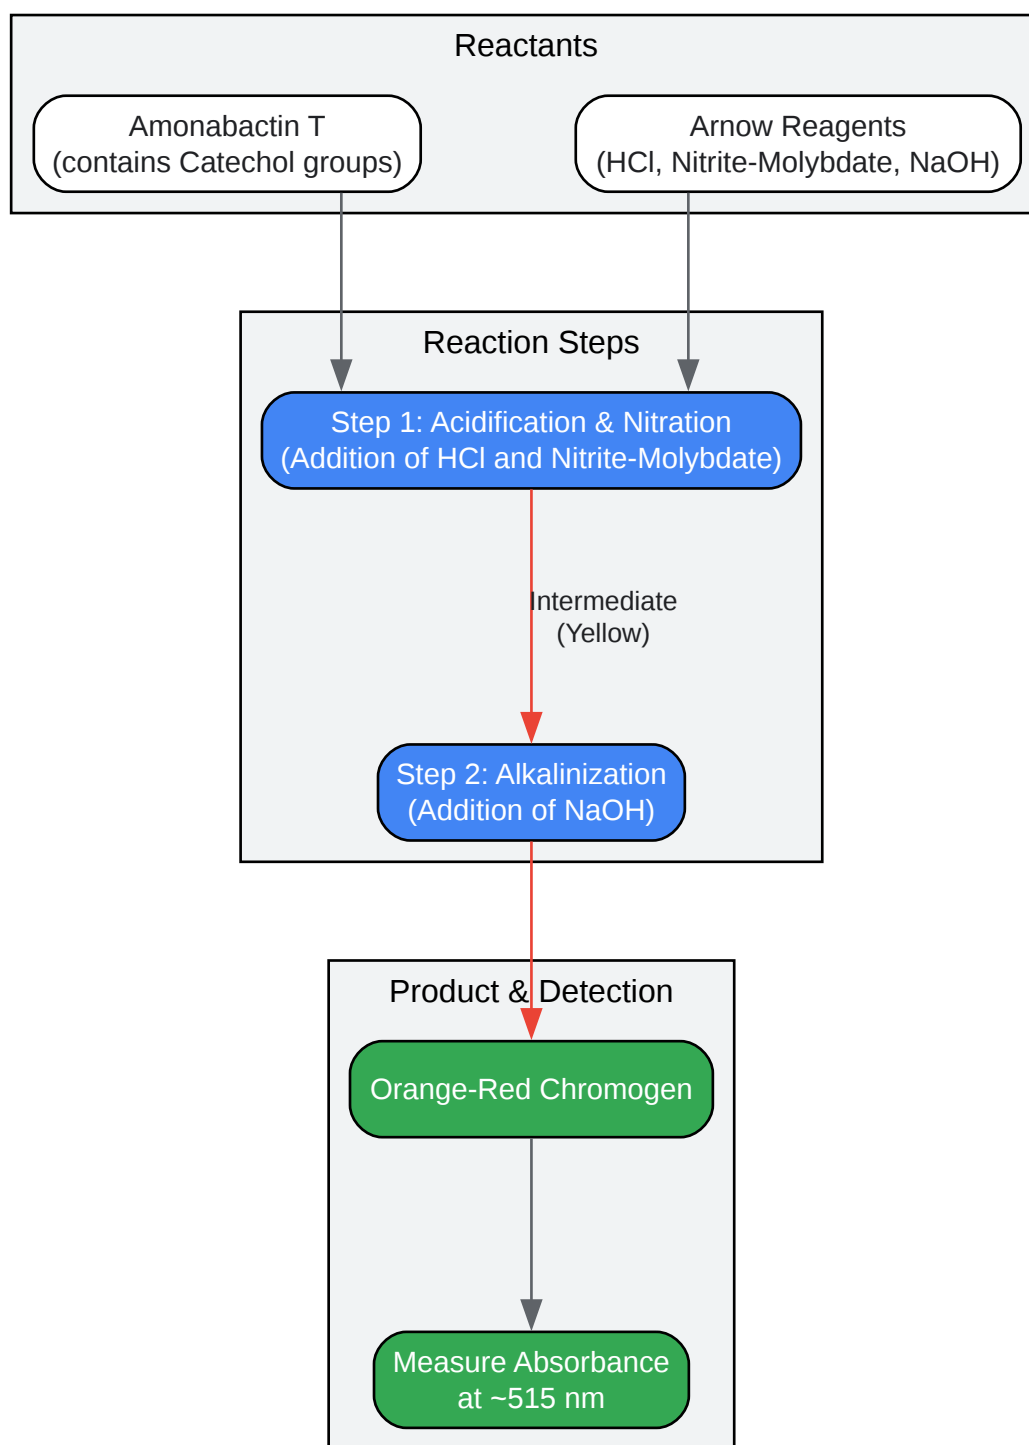 Reactants
Amonabactin T
(contains Catechol groups)
Arnow Reagents
(HCl, Nitrite-Molybdate, NaOH)
Reaction Steps
Step 1: Acidification & Nitration
(Addition of HCl and Nitrite-Molybdate)
Intermediate
(Yellow)
Step 2: Alkalinization
(Addition of NaOH)
Product & Detection
Orange-Red Chromogen
Measure Absorbance
at ~515 nm